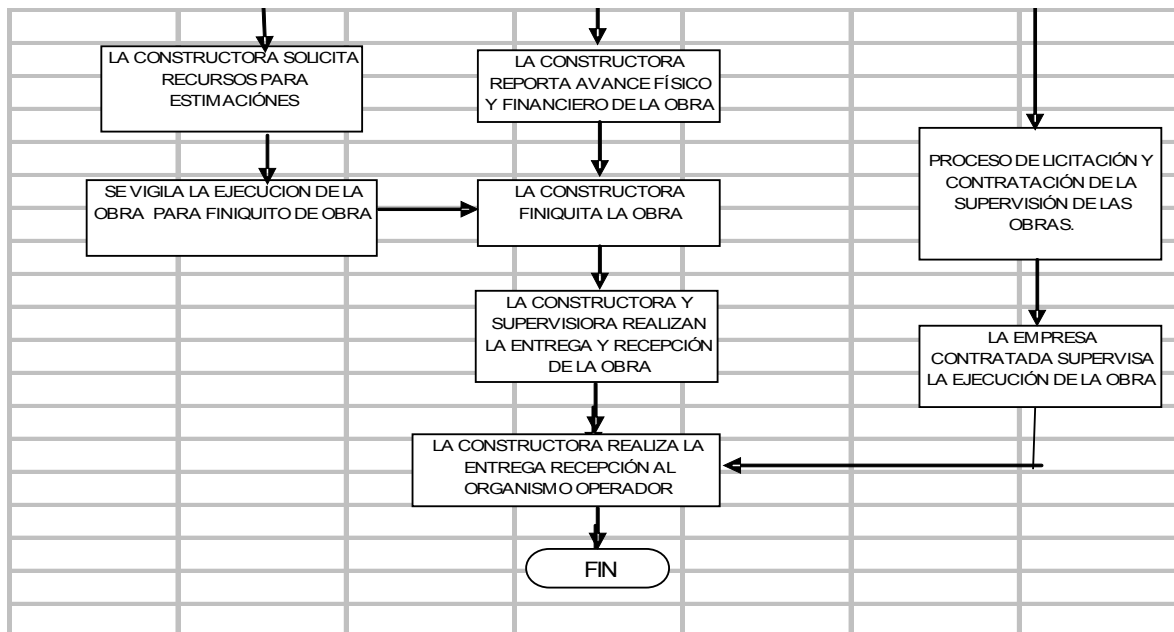 LA CONSTRUCTORA SOLICITA
RECURSOS PARA
ESTIMACIÓNES
LA CONSTRUCTORA
REPORTA AVANCE FÍSICO
Y FINANCIERO DE LA OBRA
PROCESO DE LICITACIÓN Y
CONTRATACIÓN DE LA
SUPERVISIÓN DE LAS
OBRAS.
SE VIGILA LA EJECUCION DE LA
OBRA PARA FINIQUITO DE OBRA
LA CONSTRUCTORA
FINIQUITA LA OBRA
LA CONSTRUCTORA Y
SUPERVISIORA REALIZAN
LA ENTREGA Y RECEPCIÓN
DE LA OBRA
LA EMPRESA
CONTRATADA SUPERVISA
LA EJECUCIÓN DE LA OBRA
LA CONSTRUCTORA REALIZA LA
ENTREGA RECEPCIÓN AL
ORGANISMO OPERADOR
FIN